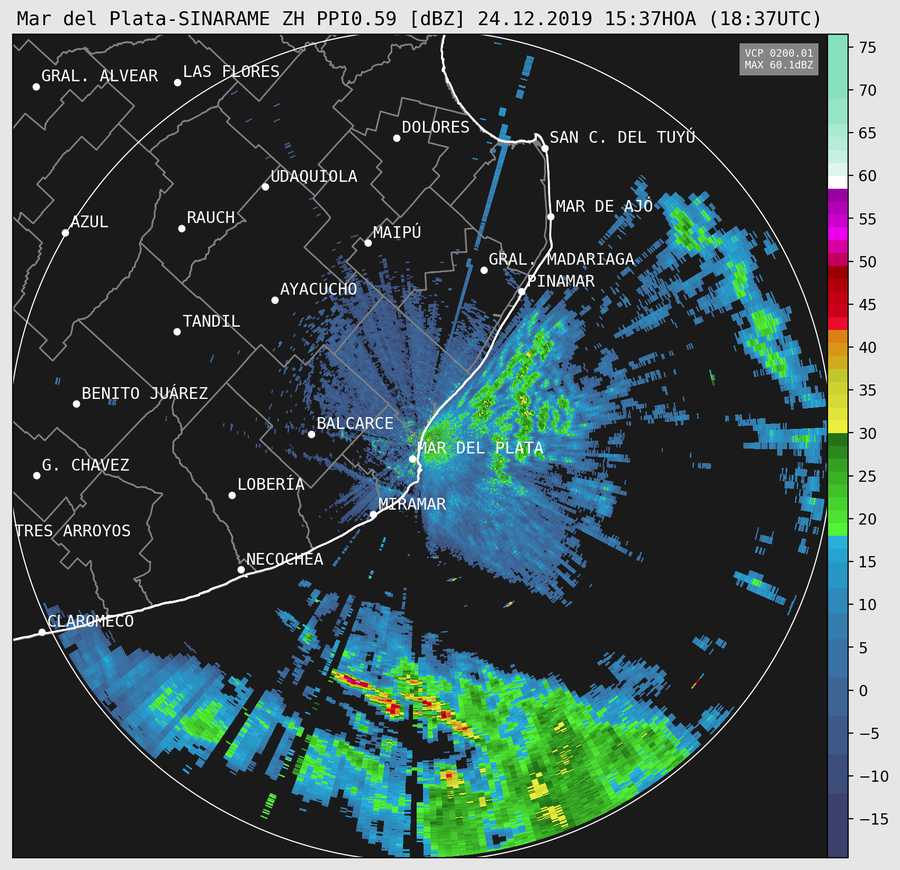 Mar del Plata-SINARAME ZH PPI0.59 [dBZ] 24.12.2019 15:37HOA (18:37UTC)
VCP 0200.01
MAX 60.1dBZ
75
70
65
60
55
50
45
40
35
30
25
20
15
10
5
0
−5
−10
−15
GRAL. ALVEAR
LAS FLORES
DOLORES
SAN C. DEL TUYÚ
UDAQUIOLA
MAR DE AJÓ
AZUL
RAUCH
MAIPÚ
GRAL. MADARIAGA
PINAMAR
AYACUCHO
TANDIL
BENITO JUÁREZ
BALCARCE
MAR DEL PLATA
G. CHAVEZ
LOBERÍA
MIRAMAR
TRES ARROYOS
NECOCHEA
CLAROMECO